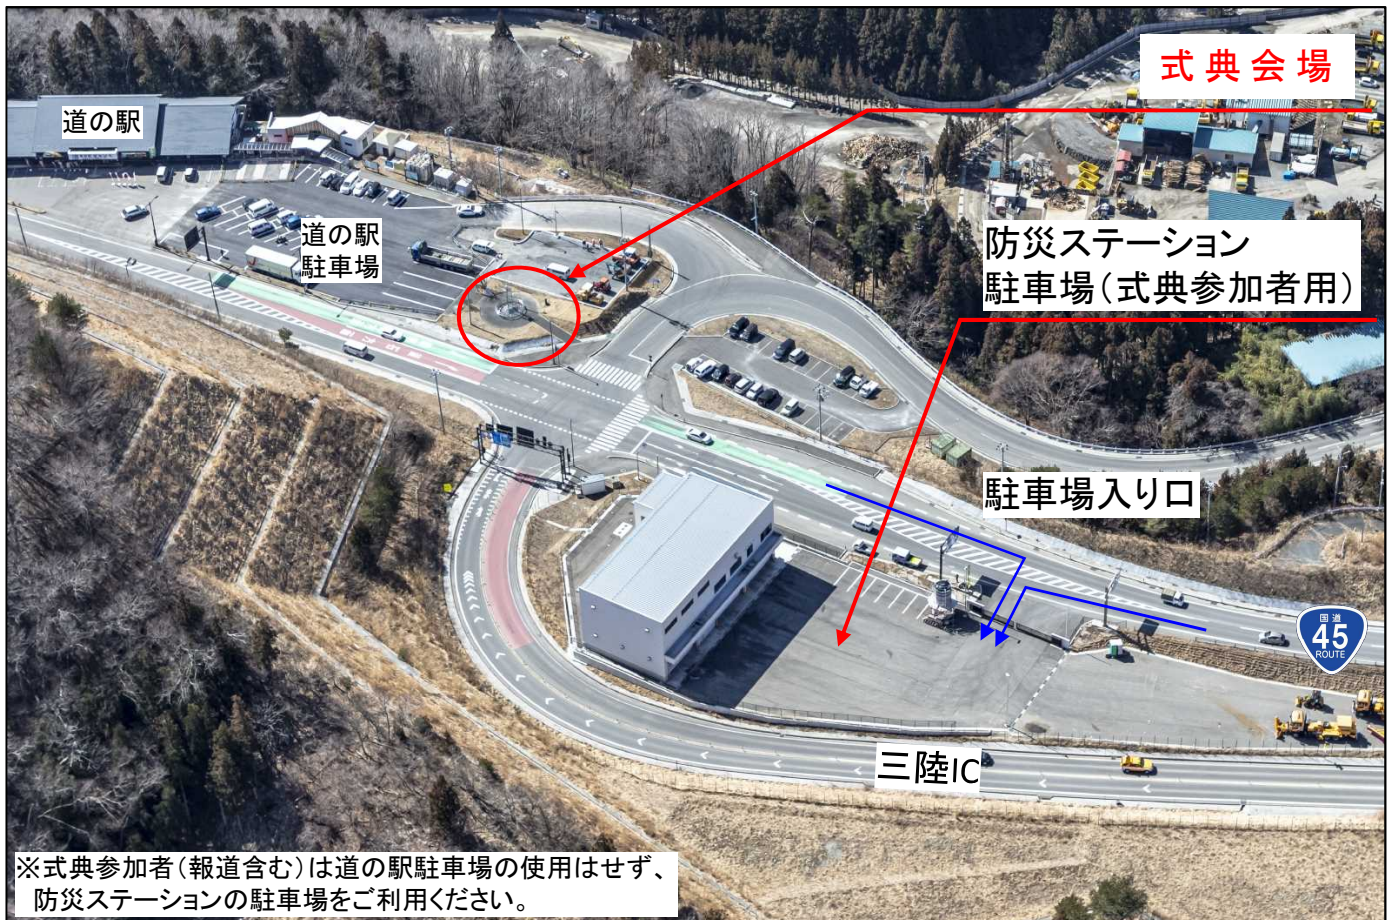 式典会場
道の駅
道の駅
駐車場
防災ステーション
駐車場（式典参加者用）
駐車場入り口
国道
45
ROUTE
三陸IC
※式典参加者（報道含む）は道の駅駐車場の使用はせず、
防災ステーションの駐車場をご利用ください。